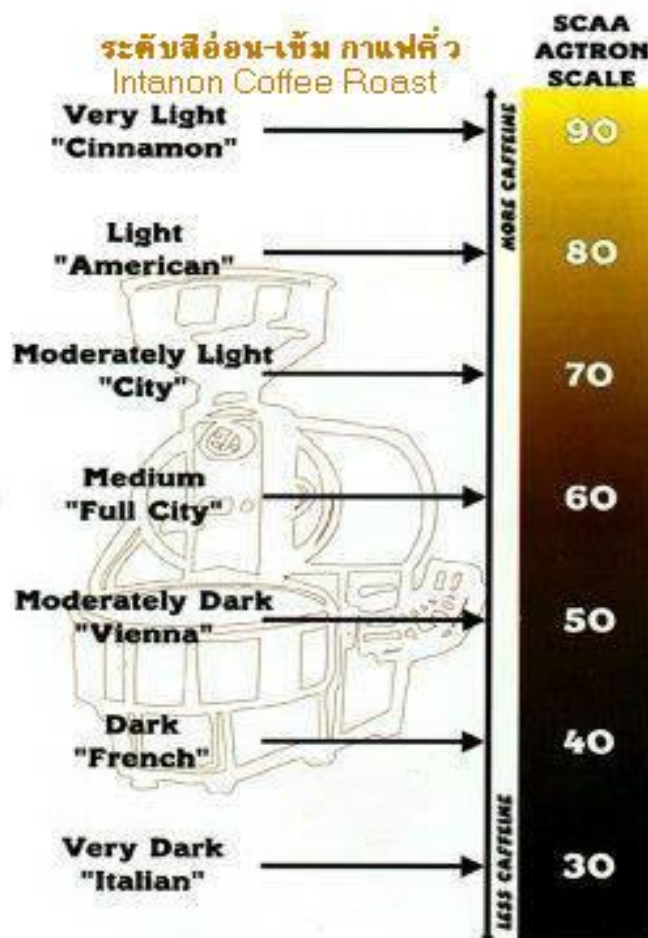 ระดับสีอ่อน-เข้ม กาแฟคั่ว
Intanon Coffee Roast
SCAA
AGTRON
SCALE
Very Light
"Cinnamon"
90
MORE CAFFEINE
Light
"American"
80
Moderately Light
"City"
70
Medium
"Full City"
60
Moderately Dark
"Vienna"
50
Dark
"French"
40
Very Dark
"Italian"
30
LESS CAFFEINE